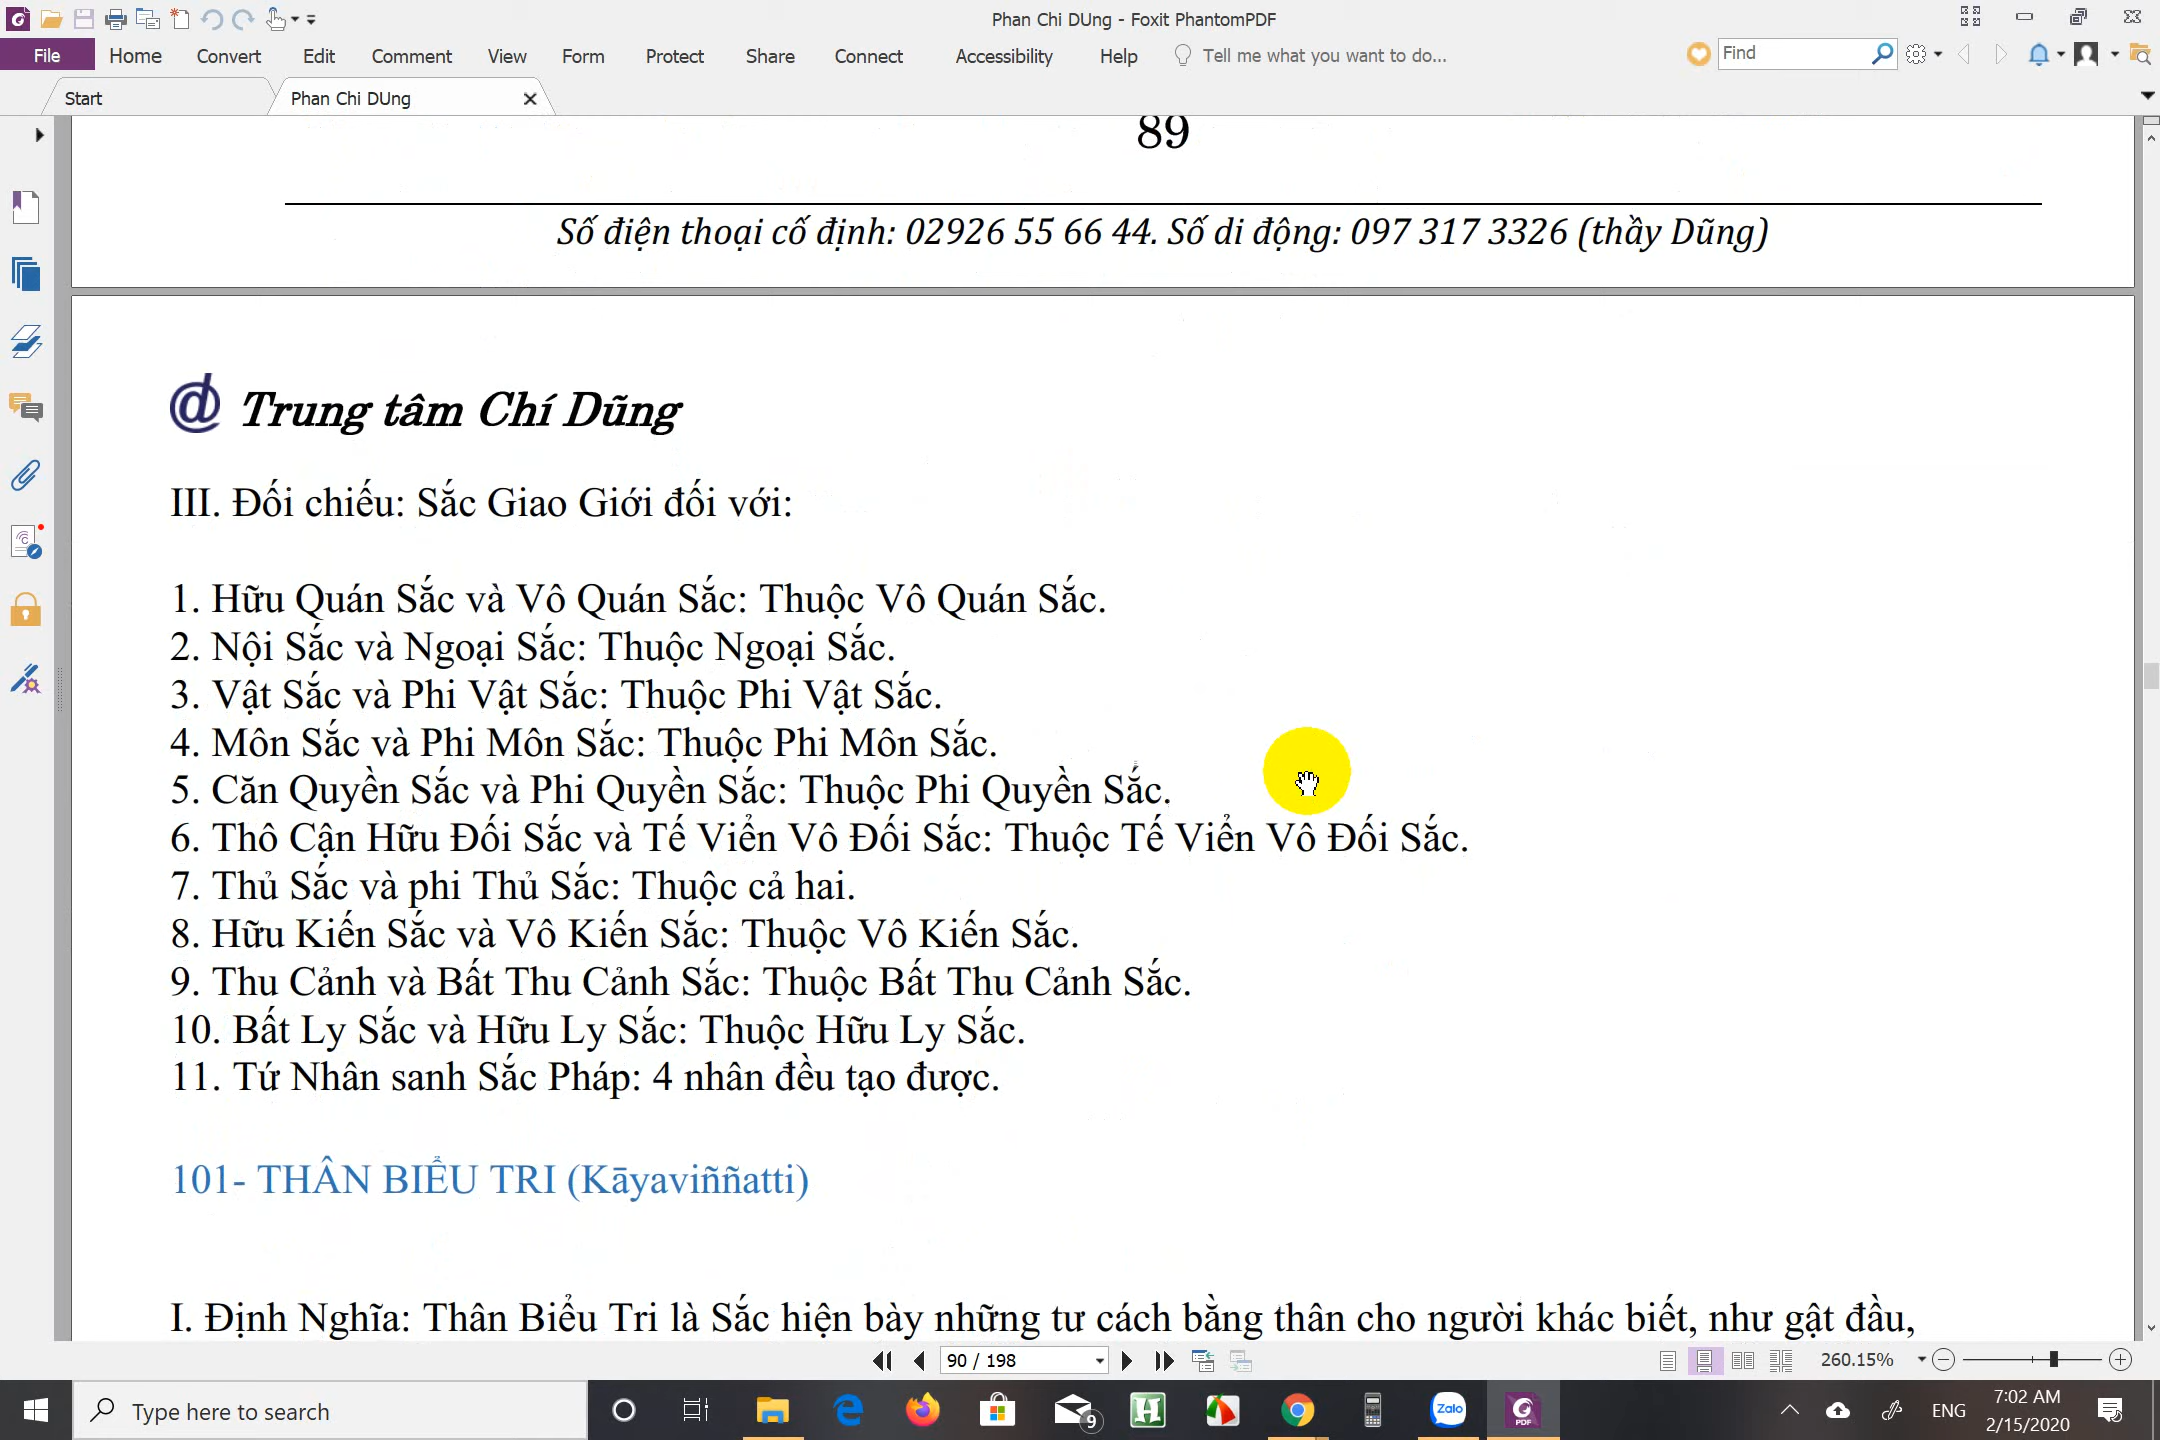 Phan Chi DUng - Foxit PhantomPDF
File Home Convert Edit Comment View Form Protect Share Connect Accessibility Help Tell me what you want to do... Find
Start Phan Chi DUng
89
Số điện thoại cố định: 02926 55 66 44. Số di động: 097 317 3326 (thầy Dũng)
Trung tâm Chí Dũng
III. Đối chiếu: Sắc Giao Giới đối với:
1. Hữu Quán Sắc và Vô Quán Sắc: Thuộc Vô Quán Sắc.
2. Nội Sắc và Ngoại Sắc: Thuộc Ngoại Sắc.
3. Vật Sắc và Phi Vật Sắc: Thuộc Phi Vật Sắc.
4. Môn Sắc và Phi Môn Sắc: Thuộc Phi Môn Sắc.
5. Căn Quyền Sắc và Phi Quyền Sắc: Thuộc Phi Quyền Sắc.
6. Thô Cận Hữu Đối Sắc và Tế Viển Vô Đối Sắc: Thuộc Tế Viển Vô Đối Sắc.
7. Thủ Sắc và phi Thủ Sắc: Thuộc cả hai.
8. Hữu Kiến Sắc và Vô Kiến Sắc: Thuộc Vô Kiến Sắc.
9. Thu Cảnh và Bất Thu Cảnh Sắc: Thuộc Bất Thu Cảnh Sắc.
10. Bất Ly Sắc và Hữu Ly Sắc: Thuộc Hữu Ly Sắc.
11. Tứ Nhân sanh Sắc Pháp: 4 nhân đều tạo được.
101- THÂN BIỂU TRI (Kāyaviññatti)
I. Định Nghĩa: Thân Biểu Tri là Sắc hiện bày những tư cách bằng thân cho người khác biết, như gật đầu,
90 / 198 260.15%
Type here to search 9 Zalo PDF ENG 7:02 AM
2/15/2020